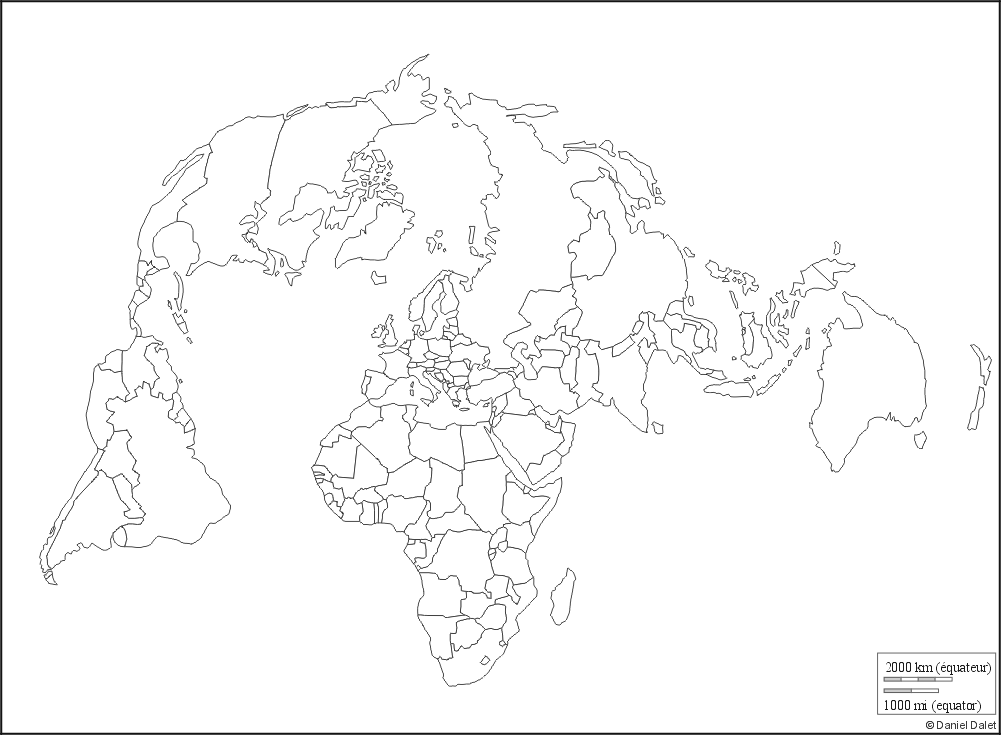 2000 km (équateur)
1000 mi (equator)
© Daniel Dalet